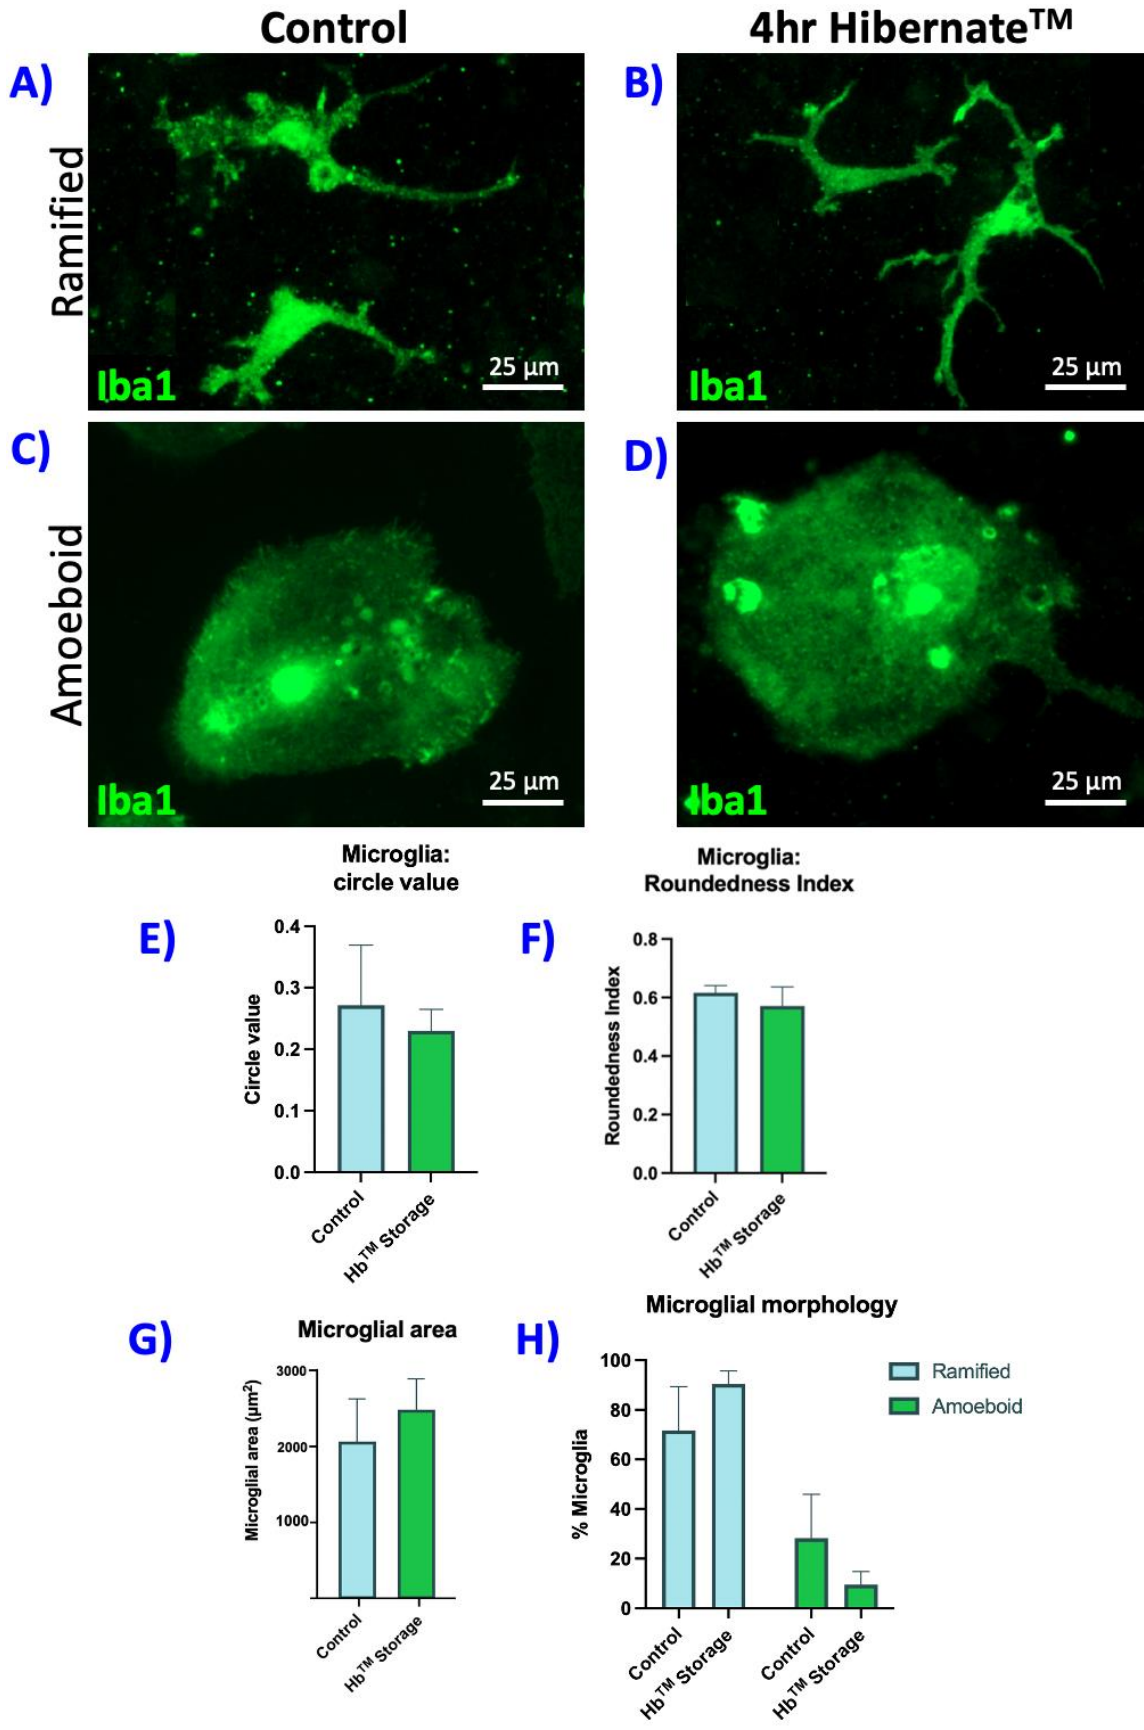 Control
4hr Hibernate™
A)
B)
Ramified
Iba1
25 µm
Iba1
25 µm
C)
D)
Amoeboid
Iba1
25 µm
Iba1
25 µm
E)
Microglia:
circle value
Circle value
0.4
0.3
0.2
0.1
0.0
Control
Hb™ Storage
F)
Microglia:
Roundedness Index
Roundedness Index
0.8
0.6
0.4
0.2
0.0
Control
Hb™ Storage
G)
Microglial area
Microglial area (µm²)
3000
2000
1000
Control
Hb™ Storage
H)
Microglial morphology
% Microglia
100
80
60
40
20
0
Control
Hb™ Storage
Control
Hb™ Storage
Ramified
Amoeboid